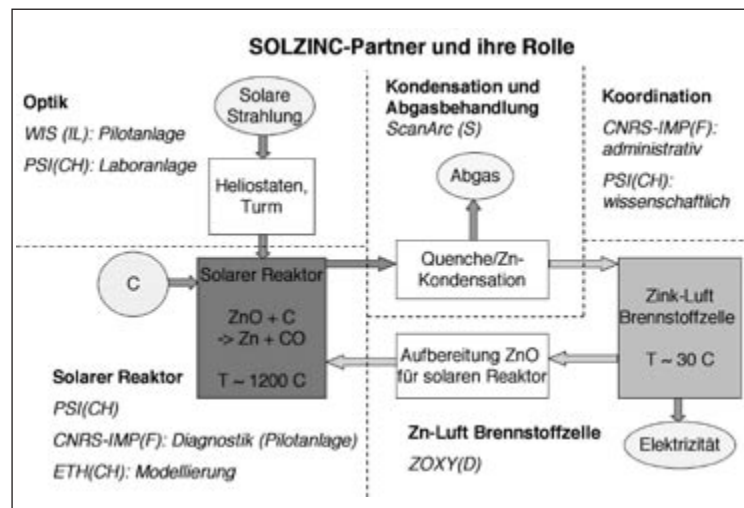 SOLZINC-Partner und ihre Rolle
Optik
WIS (IL): Pilotanlage
PSI(CH): Laboranlage
Solare
Strahlung
Heliostaten,
Turm
Kondensation und
Abgasbehandlung
ScanArc (S)
Abgas
Koordination
CNRS-IMP(F):
administrativ
PSI(CH):
wissenschaftlich
C
Solarer Reaktor
ZnO + C
-> Zn + CO
T ~ 1200 C
Quenche/Zn-
Kondensation
Zink-Luft
Brennstoffzelle
T ~ 30 C
Aufbereitung ZnO
für solaren Reaktor
Solarer Reaktor
PSI(CH)
CNRS-IMP(F): Diagnostik (Pilotanlage)
ETH(CH): Modellierung
Zn-Luft Brennstoffzelle
ZOXY(D)
Elektrizität